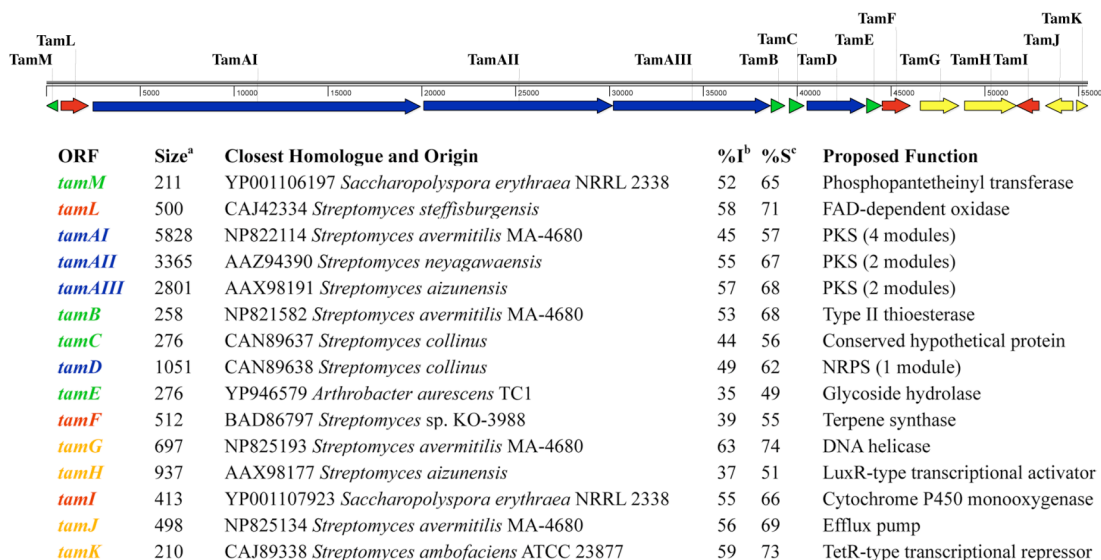 TamF TamK
TamL TamC TamE TamJ
TamM TamAI TamAII TamAIII TamB TamD TamG TamH TamI
5000 10000 15000 20000 25000 30000 35000 40000 45000 50000 55000
ORF Sizeᵃ Closest Homologue and Origin %Iᵇ %Sᶜ Proposed Function
tamM 211 YP001106197 Saccharopolyspora erythraea NRRL 2338 52 65 Phosphopantetheinyl transferase
tamL 500 CAJ42334 Streptomyces steffisburgensis 58 71 FAD-dependent oxidase
tamAI 5828 NP822114 Streptomyces avermitilis MA-4680 45 57 PKS (4 modules)
tamAII 3365 AAZ94390 Streptomyces neyagawaensis 55 67 PKS (2 modules)
tamAIII 2801 AAX98191 Streptomyces aizunensis 57 68 PKS (2 modules)
tamB 258 NP821582 Streptomyces avermitilis MA-4680 53 68 Type II thioesterase
tamC 276 CAN89637 Streptomyces collinus 44 56 Conserved hypothetical protein
tamD 1051 CAN89638 Streptomyces collinus 49 62 NRPS (1 module)
tamE 276 YP946579 Arthrobacter aurescens TC1 35 49 Glycoside hydrolase
tamF 512 BAD86797 Streptomyces sp. KO-3988 39 55 Terpene synthase
tamG 697 NP825193 Streptomyces avermitilis MA-4680 63 74 DNA helicase
tamH 937 AAX98177 Streptomyces aizunensis 37 51 LuxR-type transcriptional activator
tamI 413 YP001107923 Saccharopolyspora erythraea NRRL 2338 55 66 Cytochrome P450 monooxygenase
tamJ 498 NP825134 Streptomyces avermitilis MA-4680 56 69 Efflux pump
tamK 210 CAJ89338 Streptomyces ambofaciens ATCC 23877 59 73 TetR-type transcriptional repressor